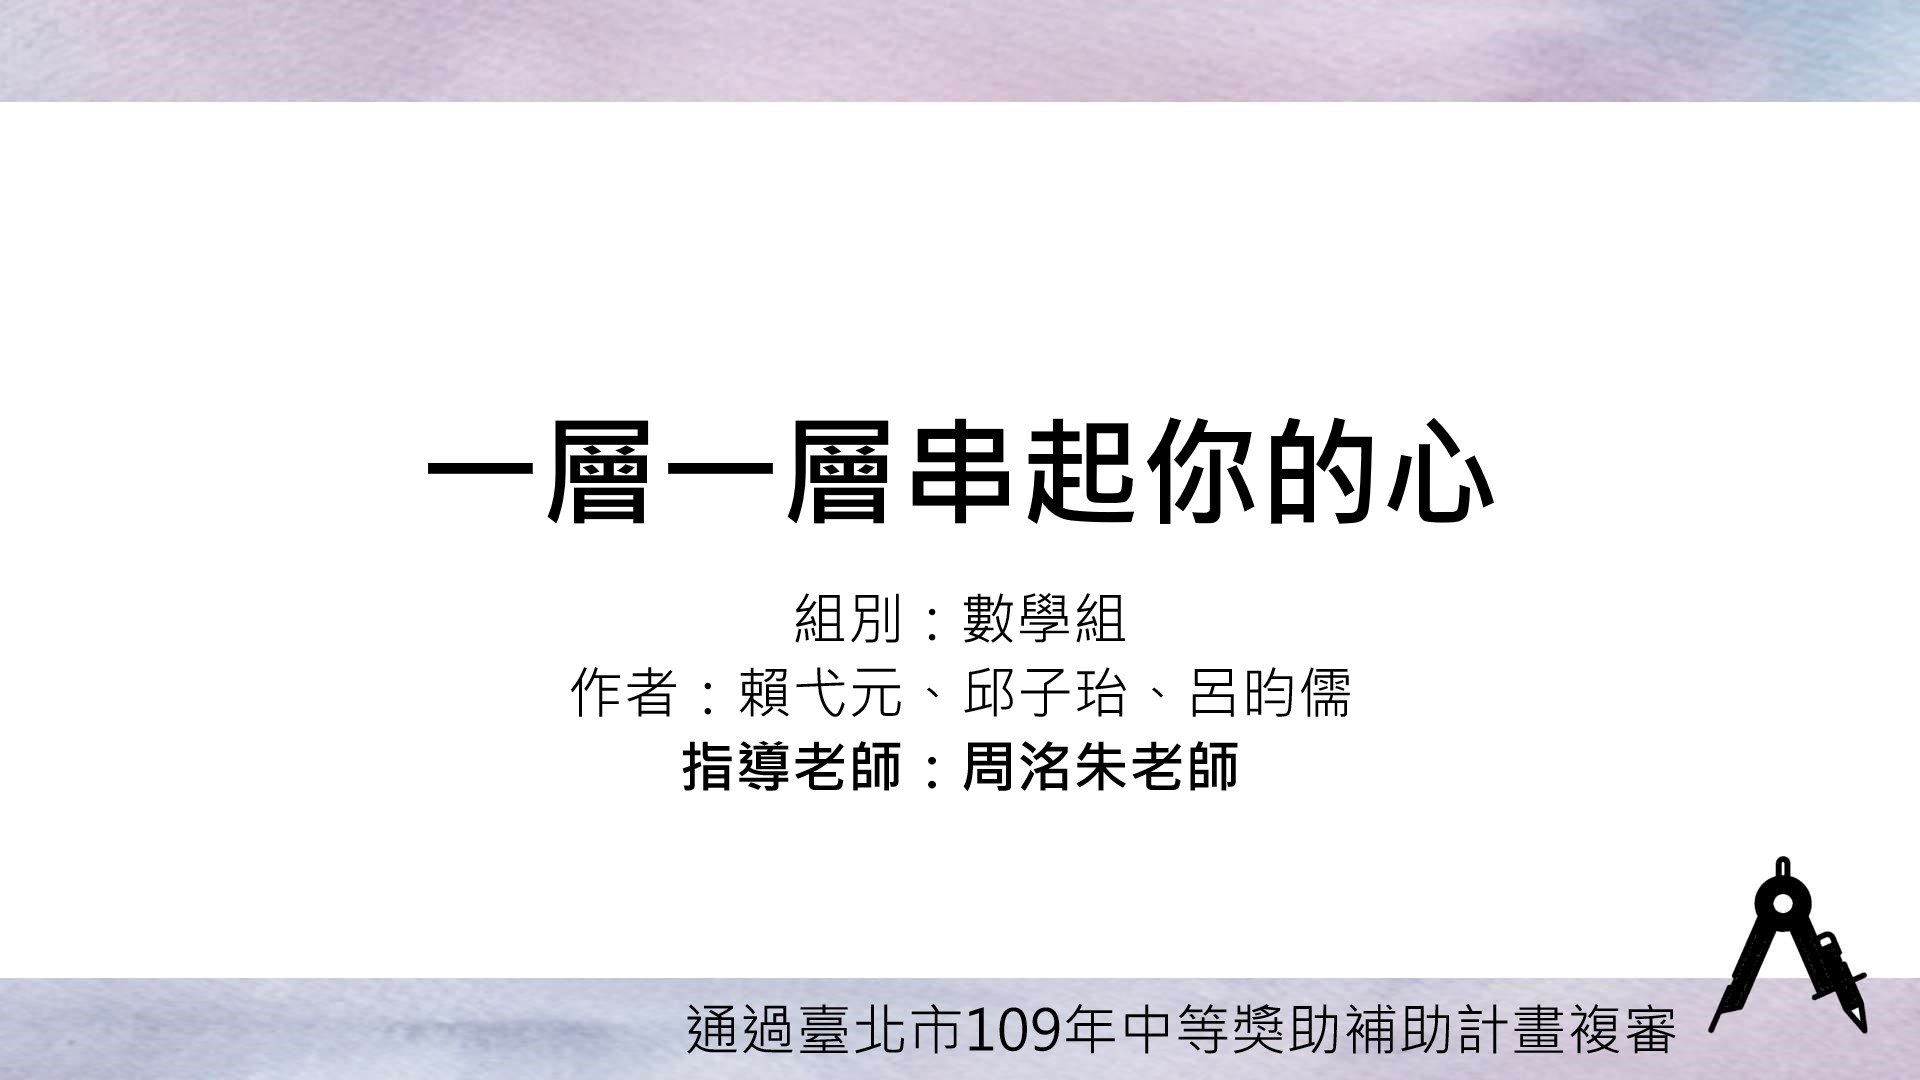 一層一層串起你的心
組別：數學組
作者：賴弋元、邱子珆、呂昀儒
指導老師：周洺朱老師
通過臺北市109年中等獎助補助計畫複審